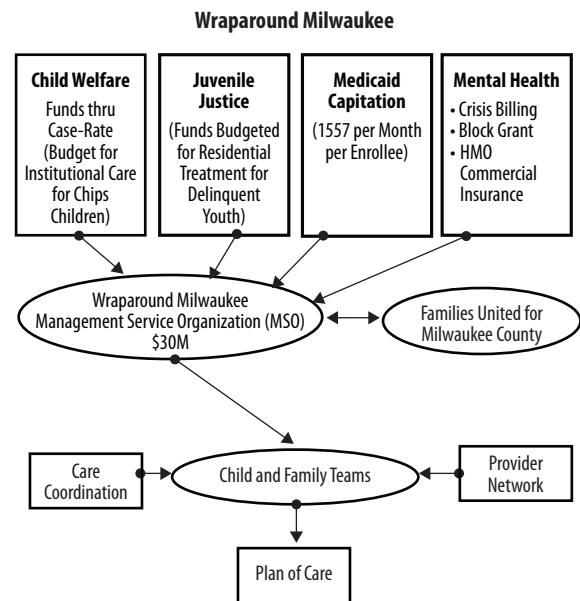 Wraparound Milwaukee
Child Welfare
Funds thru
Case-Rate
(Budget for
Institutional Care
for Chips
Children)
Juvenile
Justice
(Funds Budgeted
for Residential
Treatment for
Delinquent
Youth)
Medicaid
Capitation
(1557 per Month
per Enrollee)
Mental Health
• Crisis Billing
• Block Grant
• HMO
Commercial
Insurance
Wraparound Milwaukee
Management Service Organization (MSO)
$30M
Families United for
Milwaukee County
Care
Coordination
Child and Family Teams
Provider
Network
Plan of Care